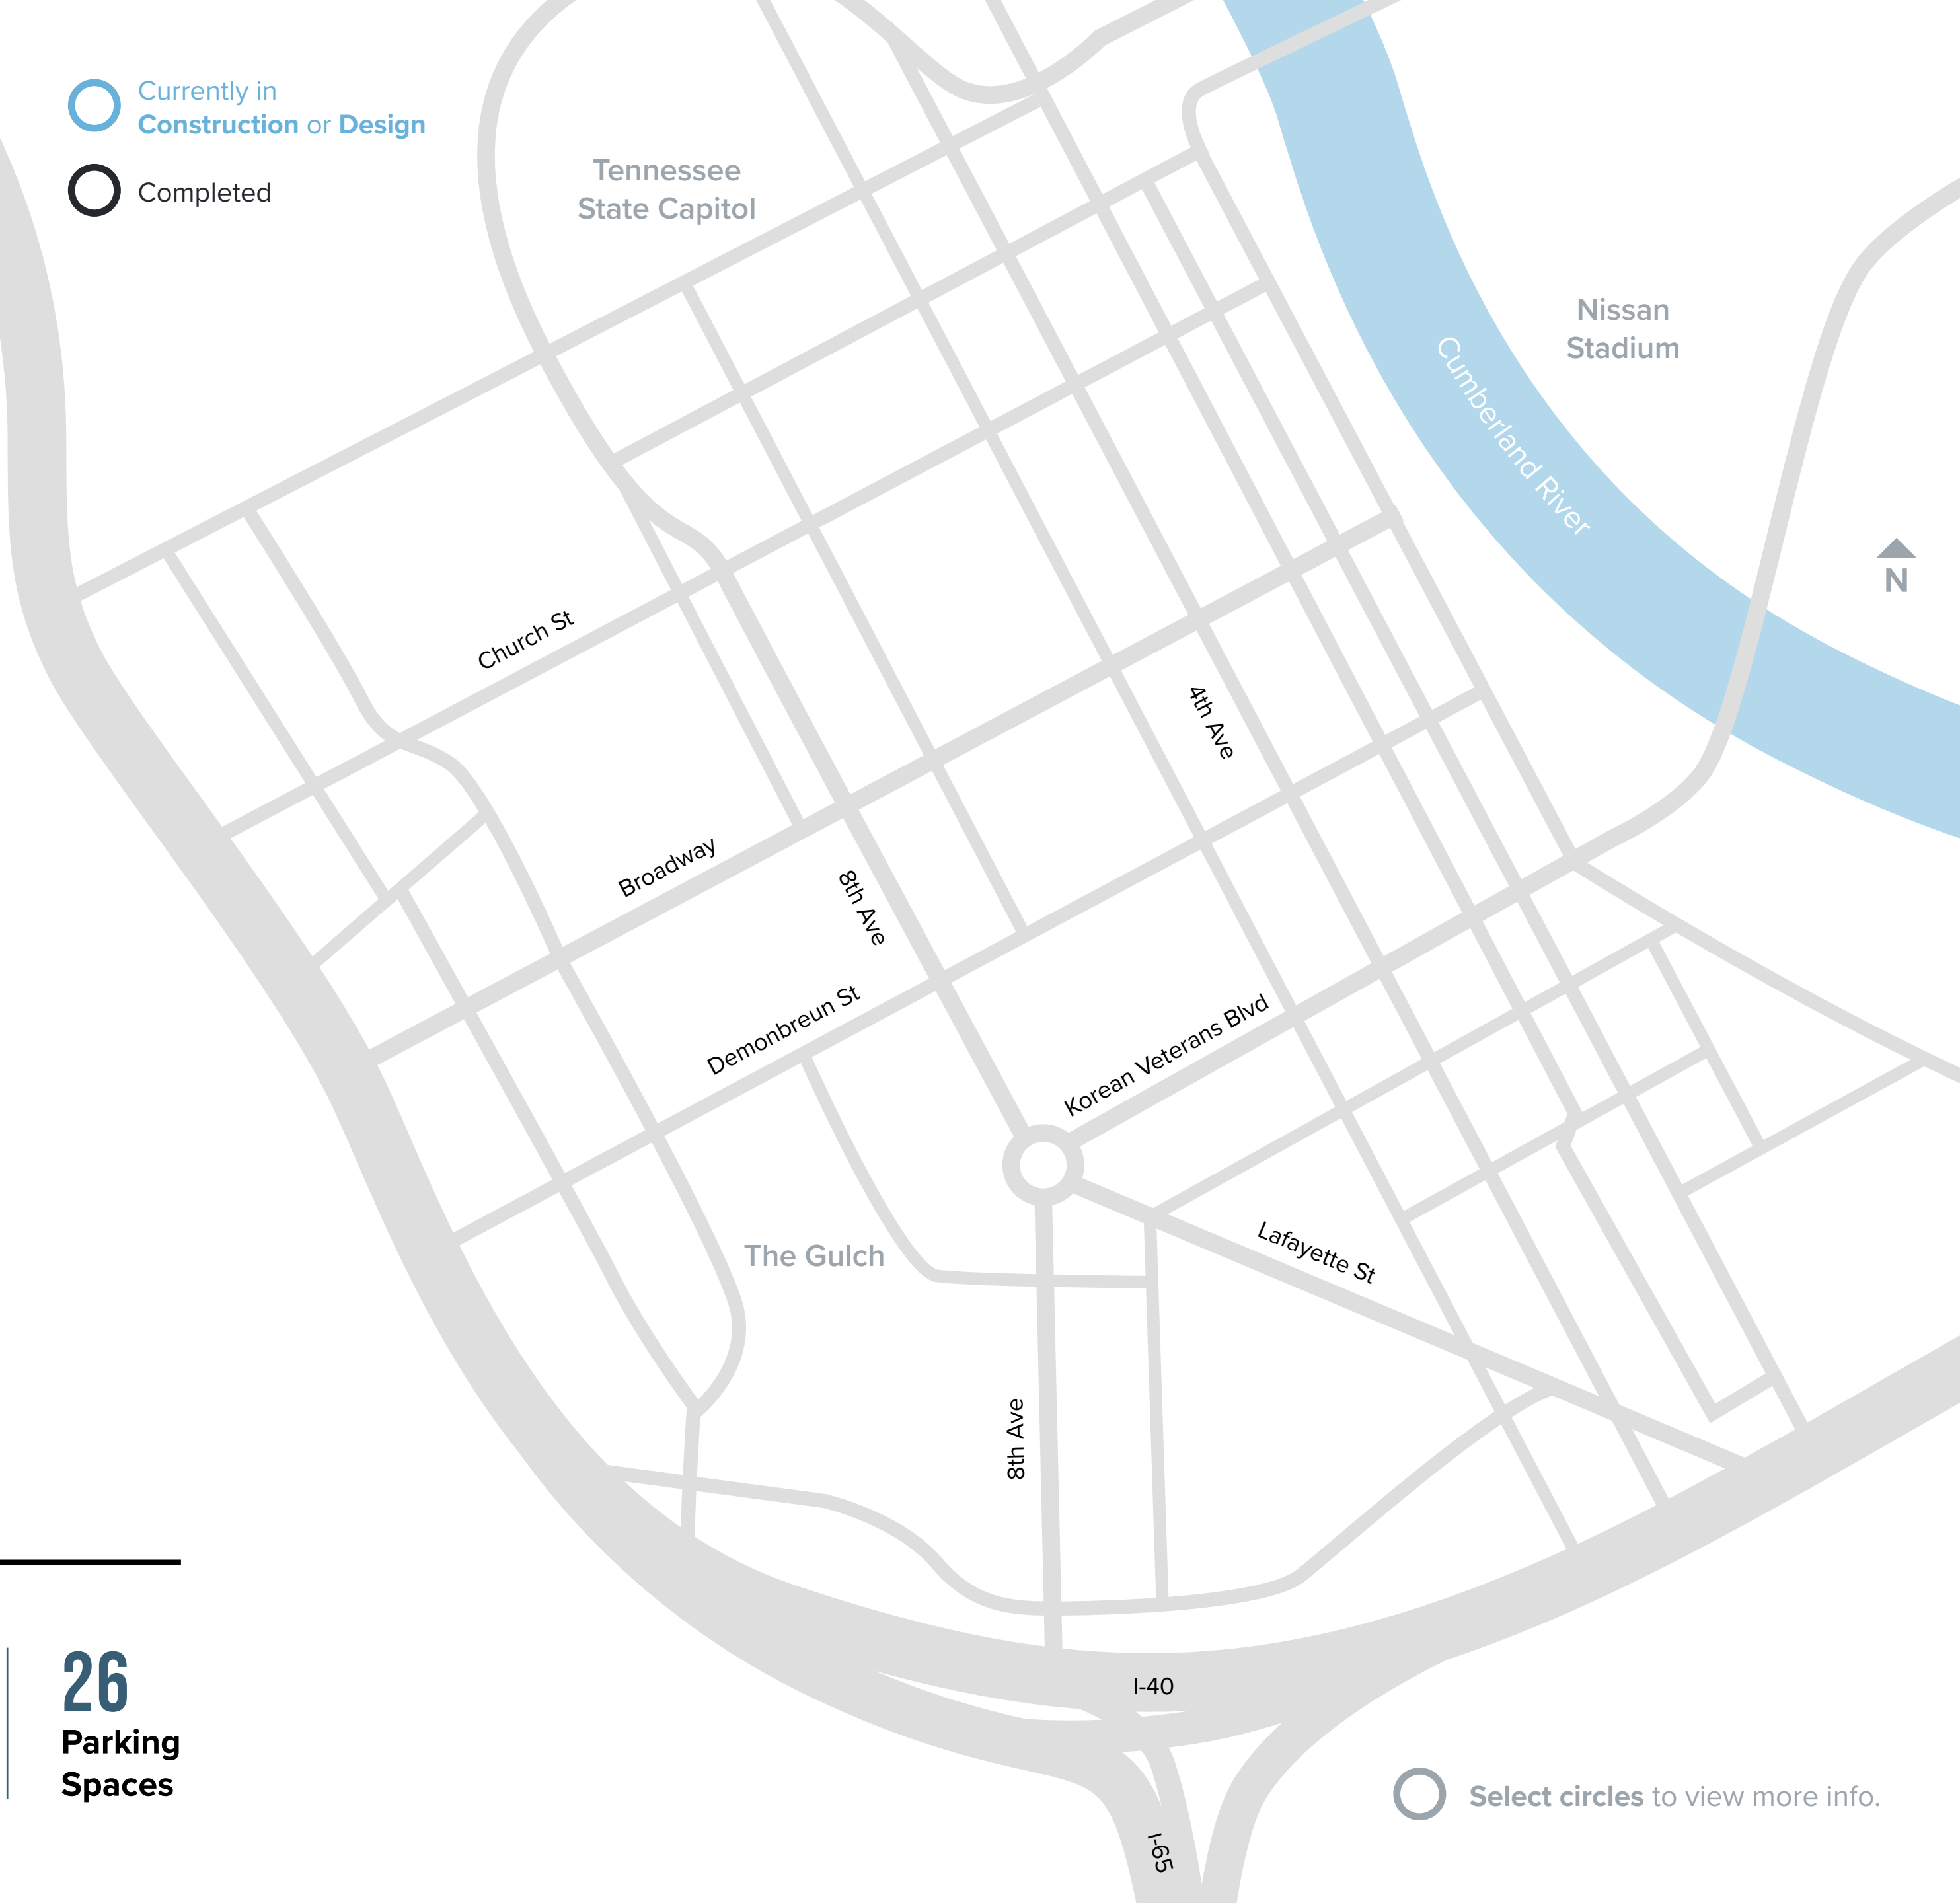 Currently in
Construction or Design
Completed
Tennessee
State Capitol
Nissan
Stadium
Cumberland River
N
Church St
4th Ave
Broadway
8th Ave
Demonbreun St
Korean Veterans Blvd
Lafayette St
The Gulch
8th Ave
26
Parking
Spaces
I-40
Select circles to view more info.
I-65